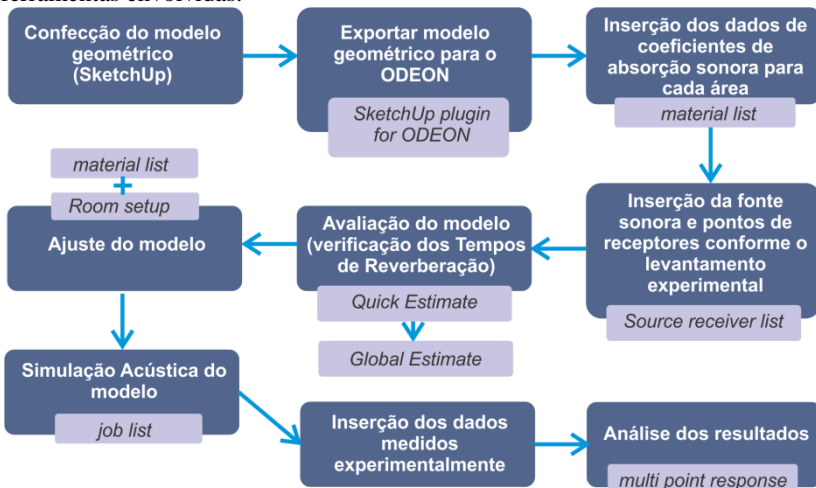 ferramentas envolvidas.
Confecção do modelo
geométrico
(SketchUp)
Exportar modelo
geométrico para o
ODEON
SketchUp plugin
for ODEON
Inserção dos dados de
coeficientes de
absorção sonora para
cada área
material list
Inserção da fonte
sonora e pontos de
receptores conforme o
levantamento
experimental
Source receiver list
Avaliação do modelo
(verificação dos Tempos
de Reverberação)
Quick Estimate
Global Estimate
material list
+
Room setup
Ajuste do modelo
Simulação Acústica do
modelo
job list
Inserção dos dados
medidos
experimentalmente
Análise dos resultados
multi point response